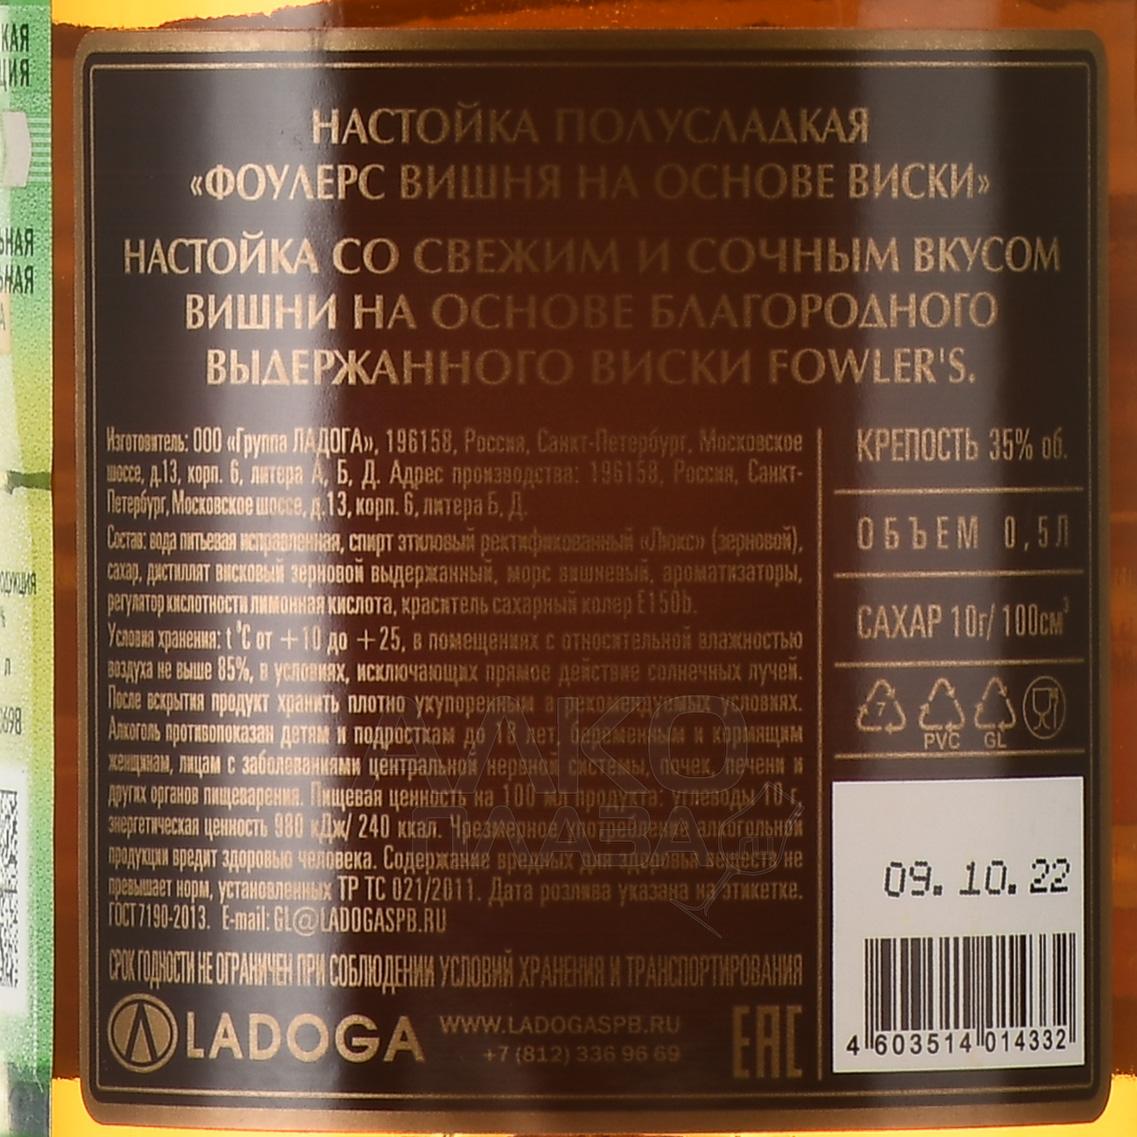 НАСТОЙКА ПОЛУСЛАДКАЯ
«ФОУЛЕРС ВИШНЯ НА ОСНОВЕ ВИСКИ»
НАСТОЙКА СО СВЕЖИМ И СОЧНЫМ ВКУСОМ
ВИШНИ НА ОСНОВЕ БЛАГОРОДНОГО
ВЫДЕРЖАННОГО ВИСКИ FOWLER'S.
Изготовитель: ООО «Группа ЛАДОГА», 196158, Россия, Санкт-Петербург, Московское
шоссе, д.13, корп. 6, литера А, Б, Д. Адрес производства: 196158, Россия, Санкт-
Петербург, Московское шоссе, д.13, корп. 6, литера Б, Д.
Состав: вода питьевая исправленная, спирт этиловый ректификованный «Люкс» (зерновой),
сахар, дистиллят висковый зерновой выдержанный, морс вишневый, ароматизаторы,
регулятор кислотности лимонная кислота, краситель сахарный колер Е150b.
Условия хранения: t °С от +10 до +25, в помещениях с относительной влажностью
воздуха не выше 85%, в условиях, исключающих прямое действие солнечных лучей.
После вскрытия продукт хранить плотно укупоренным в рекомендуемых условиях.
Алкоголь противопоказан детям и подросткам до 18 лет, беременным и кормящим
женщинам, лицам с заболеваниями центральной нервной системы, почек, печени и
других органов пищеварения. Пищевая ценность на 100 мл продукта: углеводы 10 г,
энергетическая ценность 980 кДж/ 240 ккал. Чрезмерное употребление алкогольной
продукции вредит здоровью человека. Содержание вредных для здоровья веществ не
превышает норм, установленных ТР ТС 021/2011. Дата розлива указана на этикетке.
ГОСТ 7190-2013. E-mail: GL@LADOGASPB.RU
СРОК ГОДНОСТИ НЕ ОГРАНИЧЕН ПРИ СОБЛЮДЕНИИ УСЛОВИЙ ХРАНЕНИЯ И ТРАНСПОРТИРОВАНИЯ
LADOGA
WWW.LADOGASPB.RU
+7 (812) 336 96 69
EAC
КРЕПОСТЬ 35% об.
ОБЪЕМ 0,5Л
САХАР 10г/ 100см³
7
PVC GL
09.10.22
4 603514 014332
АЛКО
ПЛАЗА
.ru